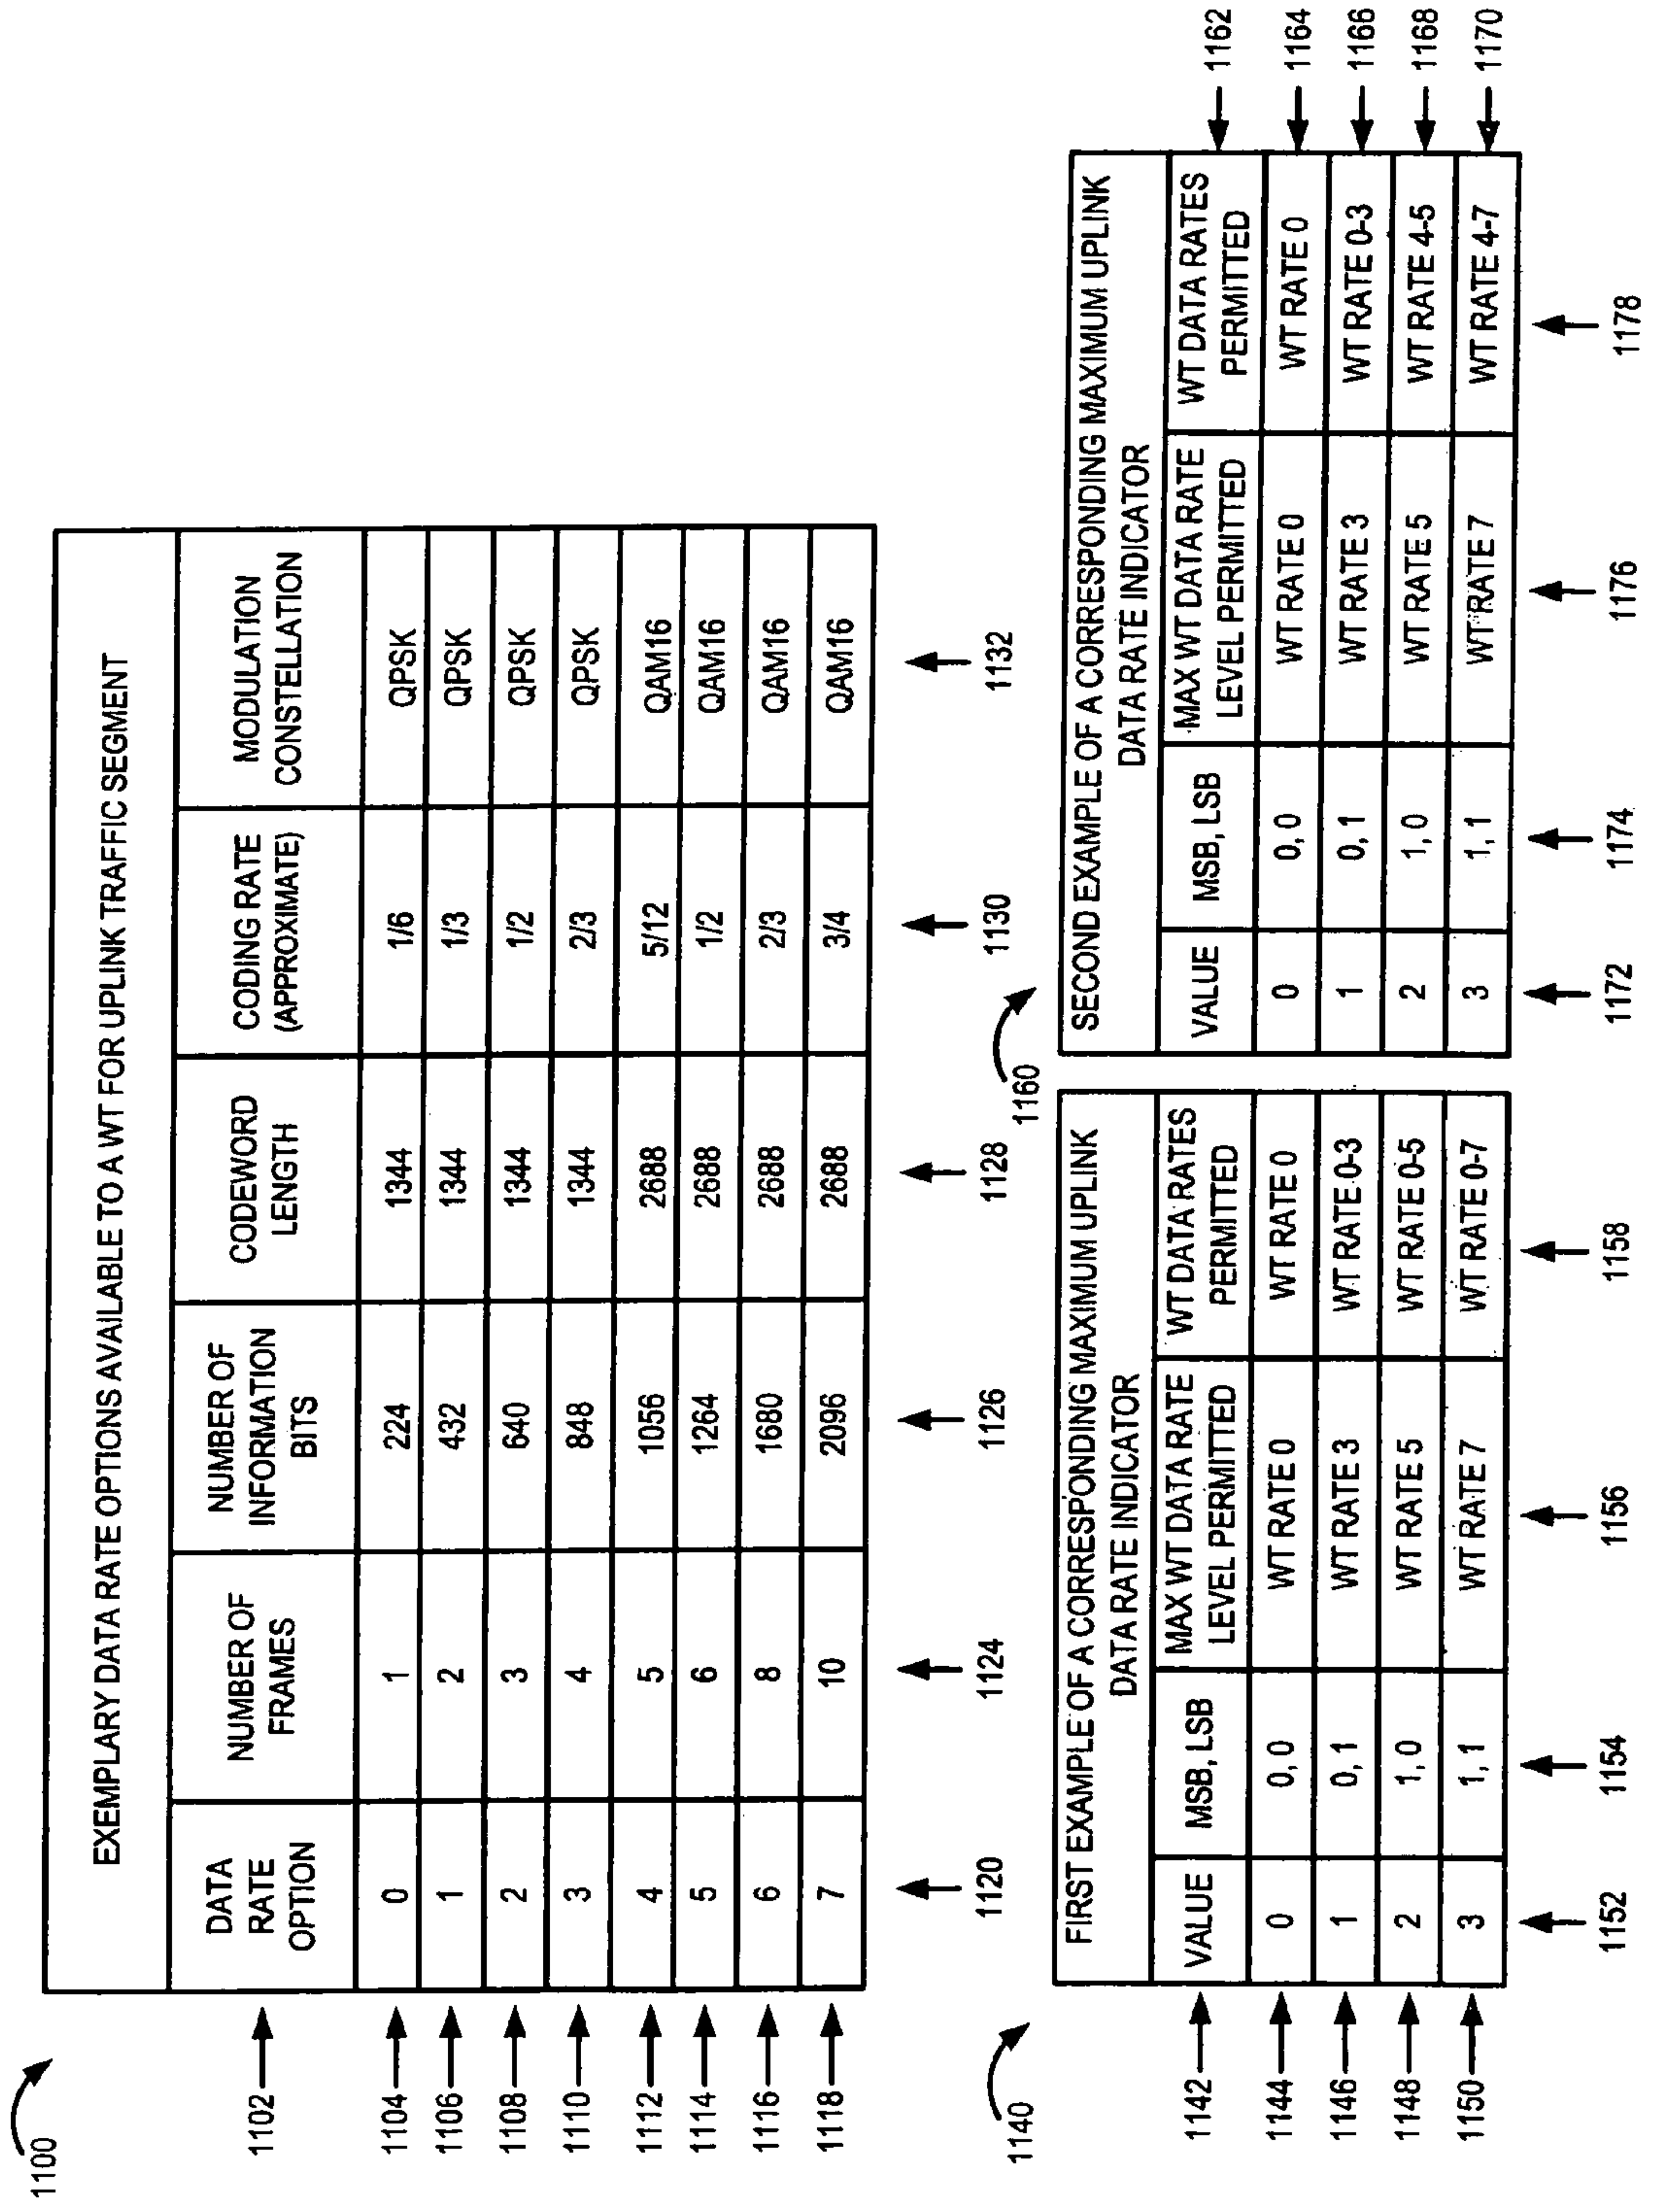 1100
EXEMPLARY DATA RATE OPTIONS AVAILABLE TO A WT FOR UPLINK TRAFFIC SEGMENT
1102 DATA RATE OPTION NUMBER OF FRAMES NUMBER OF INFORMATION BITS CODEWORD LENGTH CODING RATE (APPROXIMATE) MODULATION CONSTELLATION
1104 0 1 224 1344 1/6 QPSK
1106 1 2 432 1344 1/3 QPSK
1108 2 3 640 1344 1/2 QPSK
1110 3 4 848 1344 2/3 QPSK
1112 4 5 1056 2688 5/12 QAM16
1114 5 6 1264 2688 1/2 QAM16
1116 6 8 1680 2688 2/3 QAM16
1118 7 10 2096 2688 3/4 QAM16
1120 1124 1126 1128 1130 1132
1140
FIRST EXAMPLE OF A CORRESPONDING MAXIMUM UPLINK
DATA RATE INDICATOR
1142 VALUE MSB, LSB MAX WT DATA RATE LEVEL PERMITTED WT DATA RATES PERMITTED
1144 0 0, 0 WT RATE 0 WT RATE 0
1146 1 0, 1 WT RATE 3 WT RATE 0-3
1148 2 1, 0 WT RATE 5 WT RATE 0-5
1150 3 1, 1 WT RATE 7 WT RATE 0-7
1152 1154 1156 1158
1160
SECOND EXAMPLE OF A CORRESPONDING MAXIMUM UPLINK
DATA RATE INDICATOR
VALUE MSB, LSB MAX WT DATA RATE LEVEL PERMITTED WT DATA RATES PERMITTED 1162
0 0, 0 WT RATE 0 WT RATE 0 1164
1 0, 1 WT RATE 3 WT RATE 0-3 1166
2 1, 0 WT RATE 5 WT RATE 4-5 1168
3 1, 1 WT RATE 7 WT RATE 4-7 1170
1172 1174 1176 1178